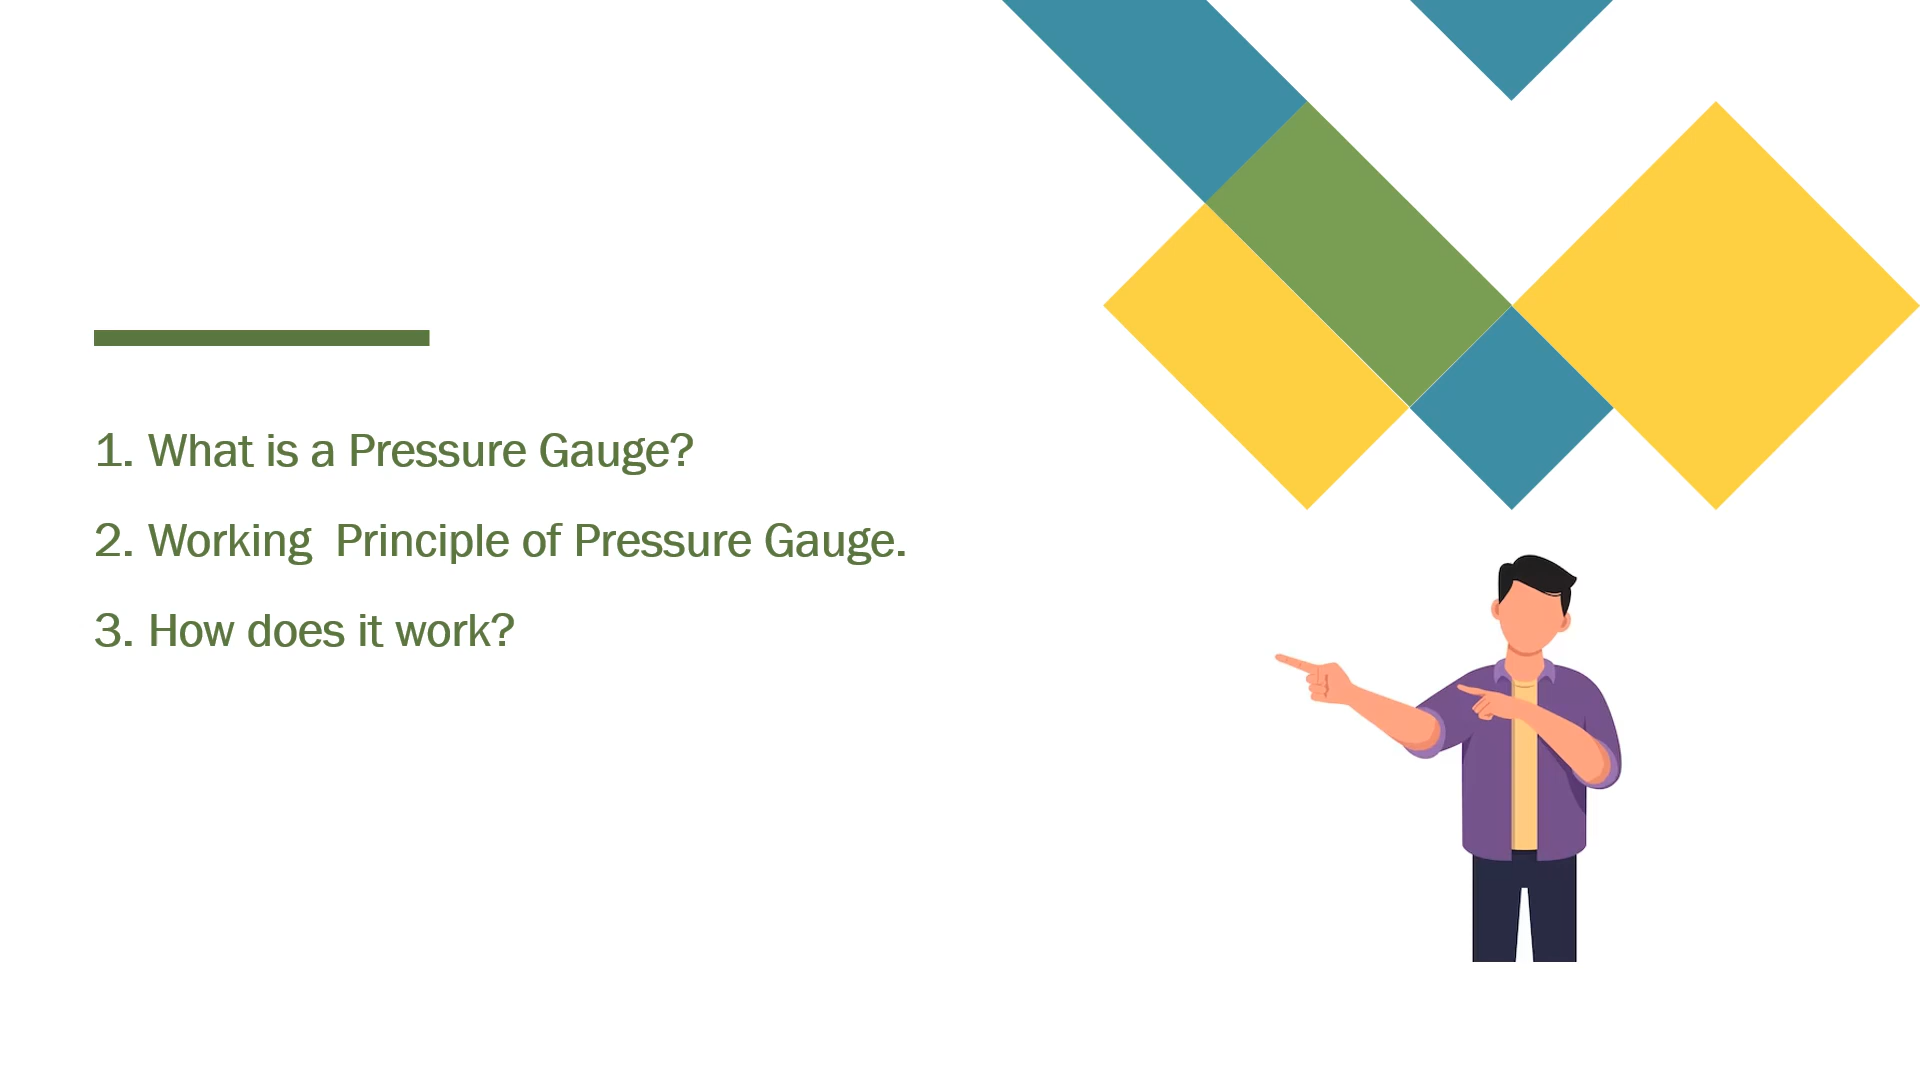 1. What is a Pressure Gauge?
2. Working  Principle of Pressure Gauge.
3. How does it work?